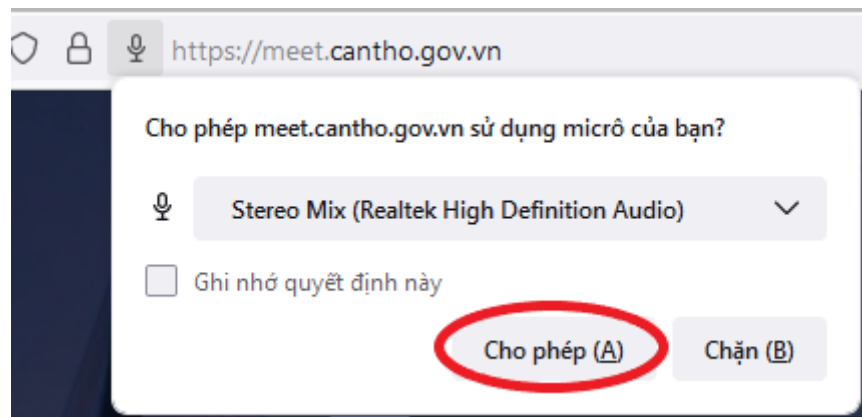 https://meet.cantho.gov.vn
Cho phép meet.cantho.gov.vn sử dụng micrô của bạn?
Stereo Mix (Realtek High Definition Audio)
Ghi nhớ quyết định này
Cho phép (A) Chặn (B)